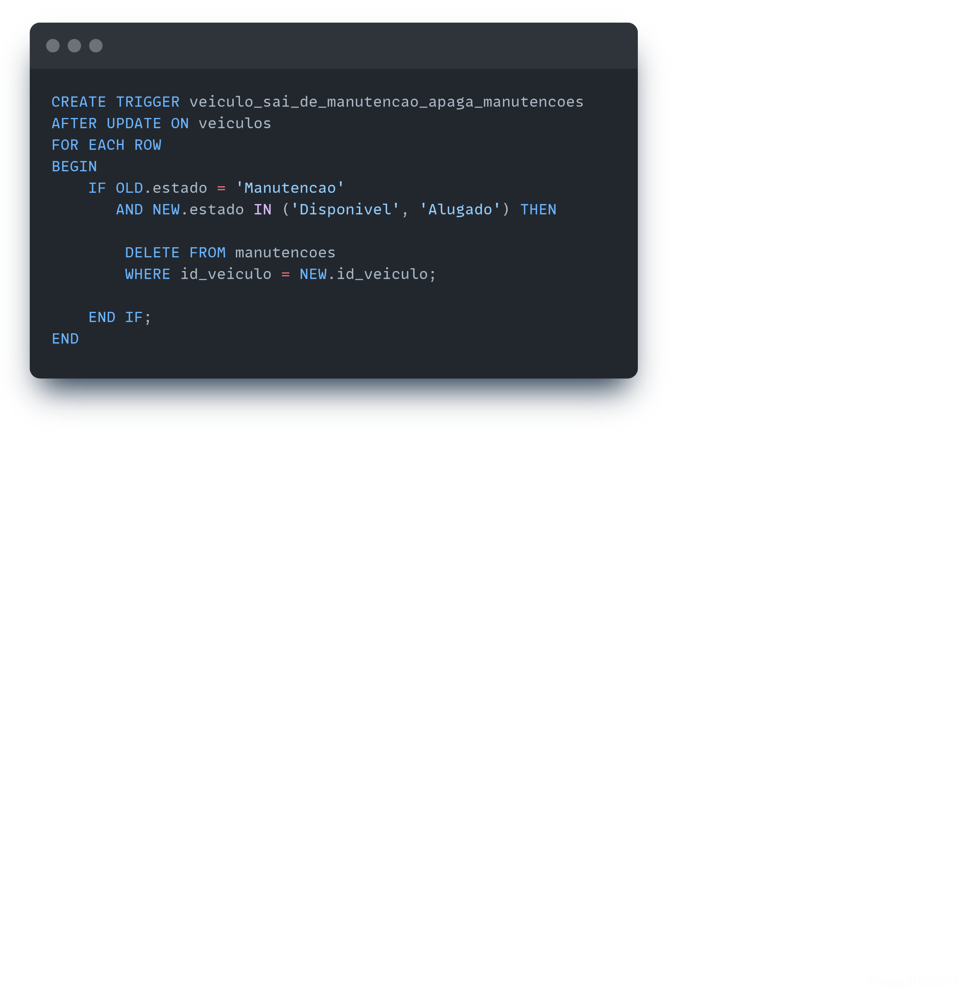 CREATE TRIGGER veiculo_sai_de_manutencao_apaga_manutencoes
AFTER UPDATE ON veiculos
FOR EACH ROW
BEGIN
    IF OLD.estado = 'Manutencao'
       AND NEW.estado IN ('Disponivel', 'Alugado') THEN

        DELETE FROM manutencoes
        WHERE id_veiculo = NEW.id_veiculo;

    END IF;
END